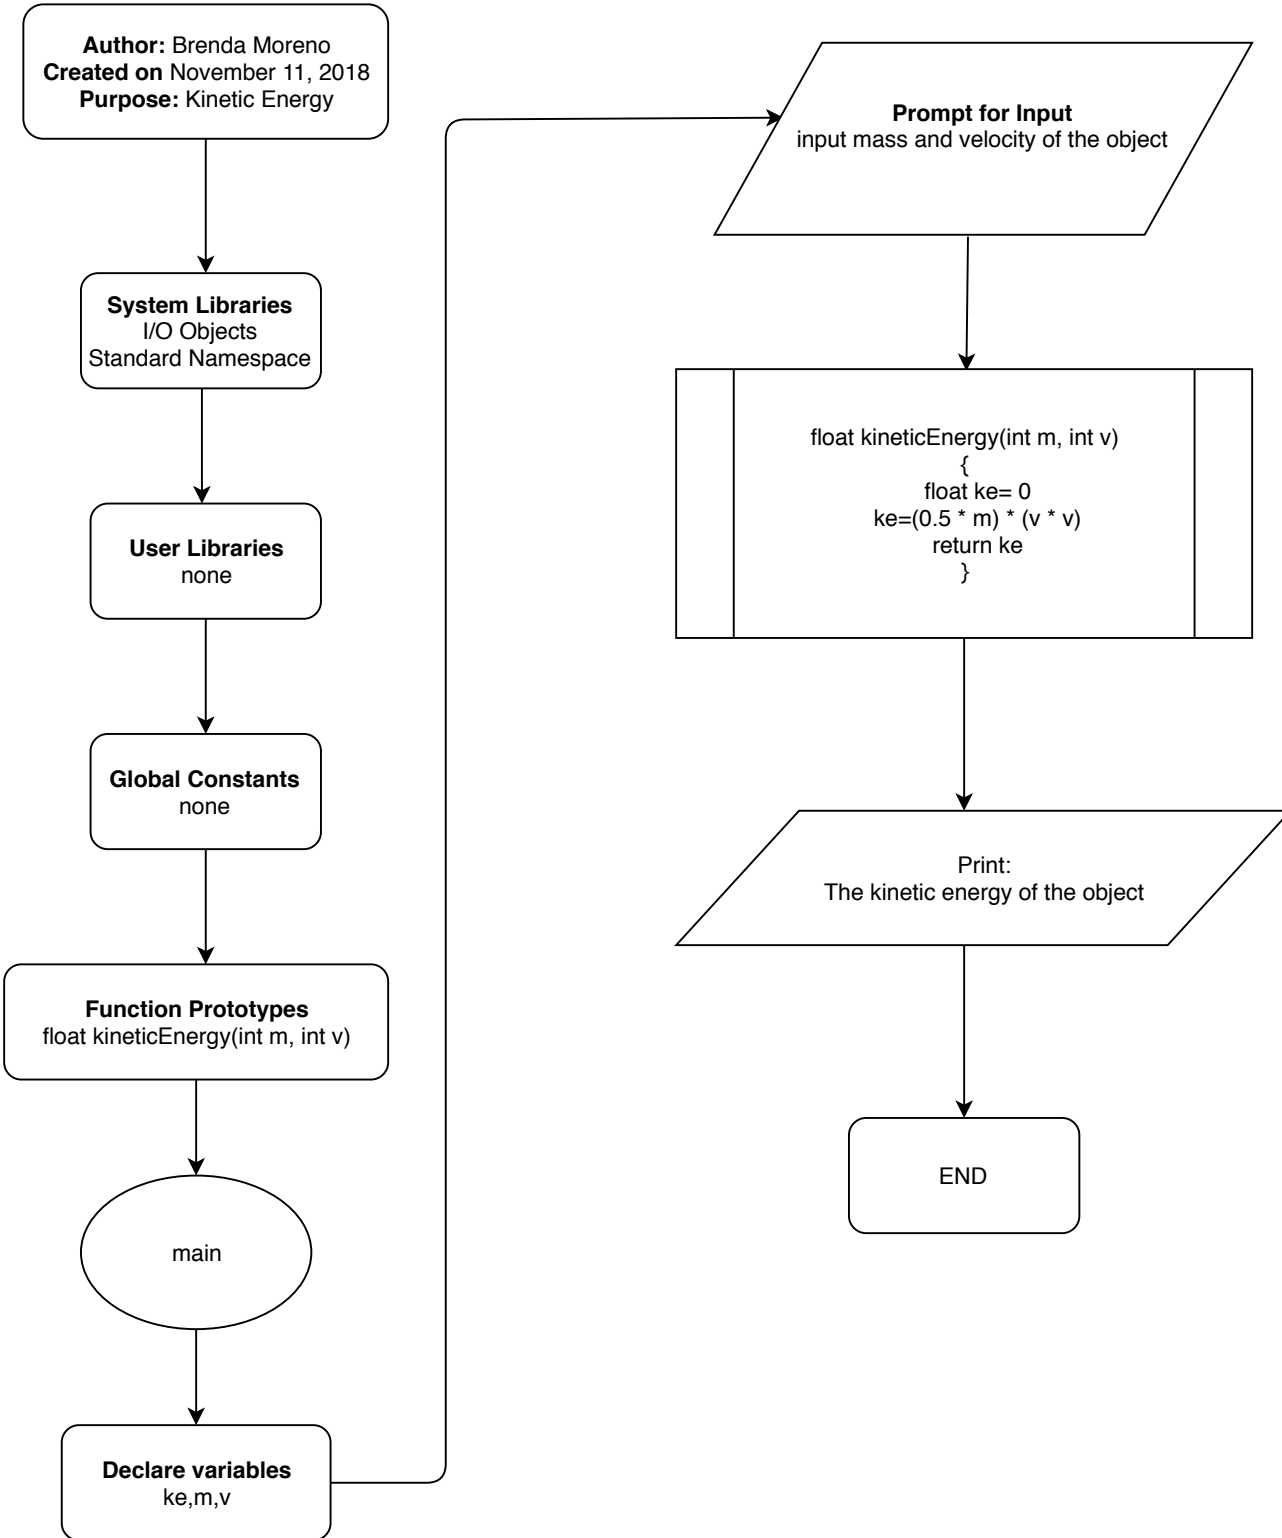 Author: Brenda Moreno
Created on November 11, 2018
Purpose: Kinetic Energy
System Libraries
I/O Objects
Standard Namespace
User Libraries
none
Global Constants
none
Function Prototypes
float kineticEnergy(int m, int v)
main
Declare variables
ke,m,v
Prompt for Input
input mass and velocity of the object
float kineticEnergy(int m, int v)
{
float ke= 0
ke=(0.5 * m) * (v * v)
return ke
}
Print:
The kinetic energy of the object
END